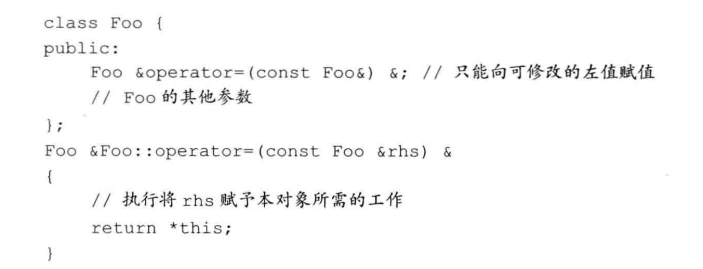 class Foo {
public:
Foo &operator=(const Foo&) &; // 只能向可修改的左值赋值
// Foo 的其他参数
};
Foo &Foo::operator=(const Foo &rhs) &
{
// 执行将 rhs 赋予本对象所需的工作
return *this;
}